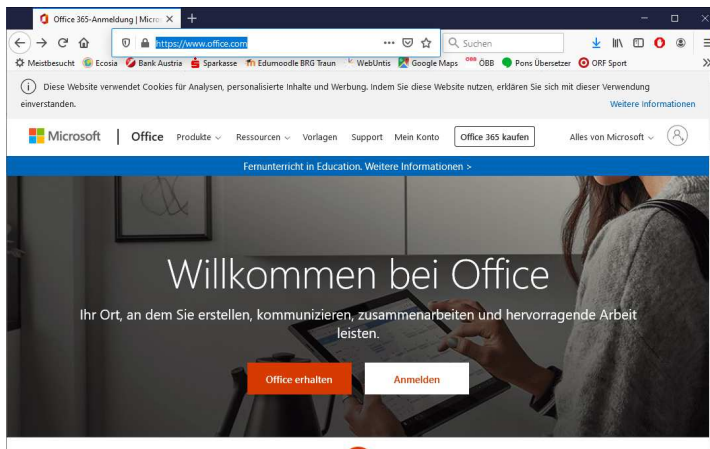 Office 365-Anmeldung | Micros
https://www.office.com
Suchen
Meistbesucht Ecosia Bank Austria Sparkasse Edumoodle BRG Traun WebUntis Google Maps ÖBB ÖBB Pons Übersetzer ORF Sport
Diese Website verwendet Cookies für Analysen, personalisierte Inhalte und Werbung. Indem Sie diese Website nutzen, erklären Sie sich mit dieser Verwendung
einverstanden.
Weitere Informationen
Microsoft | Office Produkte Ressourcen Vorlagen Support Mein Konto Office 365 kaufen Alles von Microsoft
Fernunterricht in Education. Weitere Informationen >
Willkommen bei Office
Ihr Ort, an dem Sie erstellen, kommunizieren, zusammenarbeiten und hervorragende Arbeit
leisten.
Office erhalten Anmelden